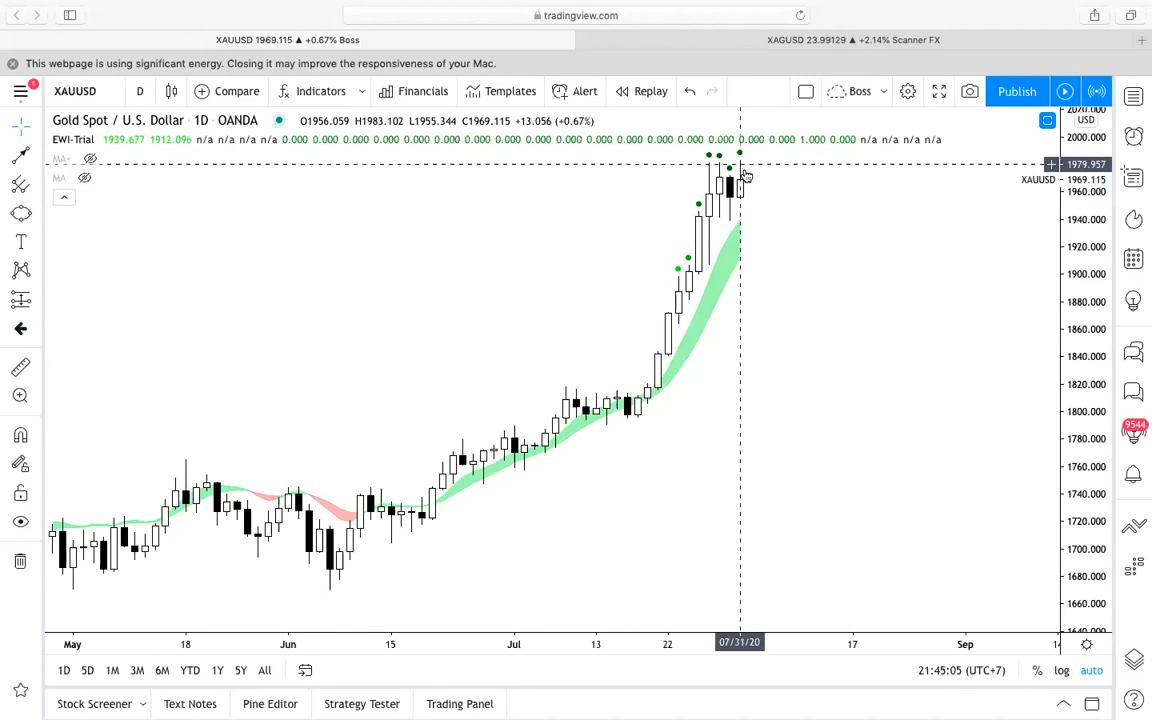 tradingview.com
XAUUSD 1969.115 ▲ +0.67% Boss
XAGUSD 23.99129 ▲ +2.14% Scanner FX
This webpage is using significant energy. Closing it may improve the responsiveness of your Mac.
1
XAUUSD
D
Compare
Indicators
Financials
Templates
Alert
Replay
Boss
Publish
Gold Spot / U.S. Dollar · 1D · OANDA
O1956.059 H1983.102 L1955.344 C1969.115 +13.056 (+0.67%)
USD
EWI-Trial 1939.677 1912.096 n/a n/a n/a n/a 0.000 0.000 0.000 0.000 0.000 0.000 0.000 0.000 0.000 0.000 1.000 0.000 n/a n/a n/a n/a
MA
MA
2000.000
1979.957
XAUUSD 1969.115
1960.000
1940.000
1920.000
1900.000
1880.000
1860.000
1840.000
1820.000
1800.000
1780.000
1760.000
1740.000
1720.000
1700.000
1680.000
1660.000
9544
May
18
Jun
15
Jul
13
22
07/31/20
17
Sep
1D 5D 1M 3M 6M YTD 1Y 5Y All
21:45:05 (UTC+7)
% log auto
Stock Screener
Text Notes
Pine Editor
Strategy Tester
Trading Panel